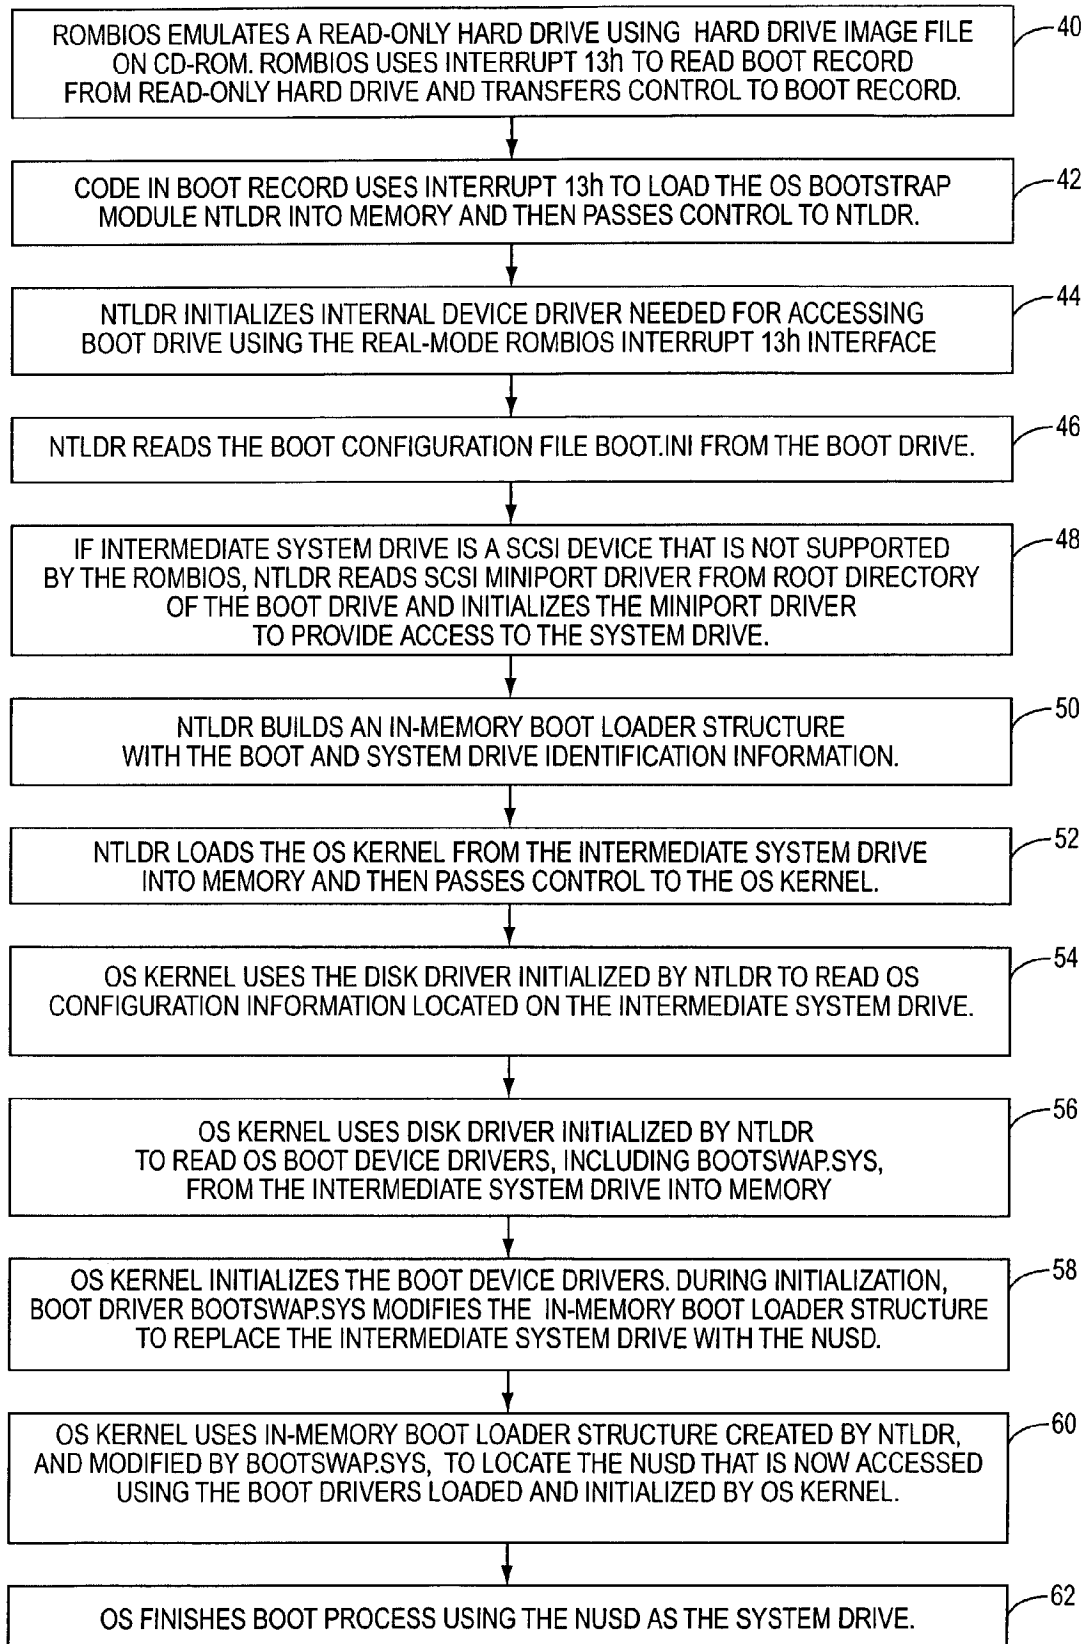 ROMBIOS EMULATES A READ-ONLY HARD DRIVE USING HARD DRIVE IMAGE FILE
ON CD-ROM. ROMBIOS USES INTERRUPT 13h TO READ BOOT RECORD
FROM READ-ONLY HARD DRIVE AND TRANSFERS CONTROL TO BOOT RECORD.
40
CODE IN BOOT RECORD USES INTERRUPT 13h TO LOAD THE OS BOOTSTRAP
MODULE NTLDR INTO MEMORY AND THEN PASSES CONTROL TO NTLDR.
42
NTLDR INITIALIZES INTERNAL DEVICE DRIVER NEEDED FOR ACCESSING
BOOT DRIVE USING THE REAL-MODE ROMBIOS INTERRUPT 13h INTERFACE
44
NTLDR READS THE BOOT CONFIGURATION FILE BOOT.INI FROM THE BOOT DRIVE.
46
IF INTERMEDIATE SYSTEM DRIVE IS A SCSI DEVICE THAT IS NOT SUPPORTED
BY THE ROMBIOS, NTLDR READS SCSI MINIPORT DRIVER FROM ROOT DIRECTORY
OF THE BOOT DRIVE AND INITIALIZES THE MINIPORT DRIVER
TO PROVIDE ACCESS TO THE SYSTEM DRIVE.
48
NTLDR BUILDS AN IN-MEMORY BOOT LOADER STRUCTURE
WITH THE BOOT AND SYSTEM DRIVE IDENTIFICATION INFORMATION.
50
NTLDR LOADS THE OS KERNEL FROM THE INTERMEDIATE SYSTEM DRIVE
INTO MEMORY AND THEN PASSES CONTROL TO THE OS KERNEL.
52
OS KERNEL USES THE DISK DRIVER INITIALIZED BY NTLDR TO READ OS
CONFIGURATION INFORMATION LOCATED ON THE INTERMEDIATE SYSTEM DRIVE.
54
OS KERNEL USES DISK DRIVER INITIALIZED BY NTLDR
TO READ OS BOOT DEVICE DRIVERS, INCLUDING BOOTSWAP.SYS,
FROM THE INTERMEDIATE SYSTEM DRIVE INTO MEMORY
56
OS KERNEL INITIALIZES THE BOOT DEVICE DRIVERS. DURING INITIALIZATION,
BOOT DRIVER BOOTSWAP.SYS MODIFIES THE IN-MEMORY BOOT LOADER STRUCTURE
TO REPLACE THE INTERMEDIATE SYSTEM DRIVE WITH THE NUSD.
58
OS KERNEL USES IN-MEMORY BOOT LOADER STRUCTURE CREATED BY NTLDR,
AND MODIFIED BY BOOTSWAP.SYS, TO LOCATE THE NUSD THAT IS NOW ACCESSED
USING THE BOOT DRIVERS LOADED AND INITIALIZED BY OS KERNEL.
60
OS FINISHES BOOT PROCESS USING THE NUSD AS THE SYSTEM DRIVE.
62